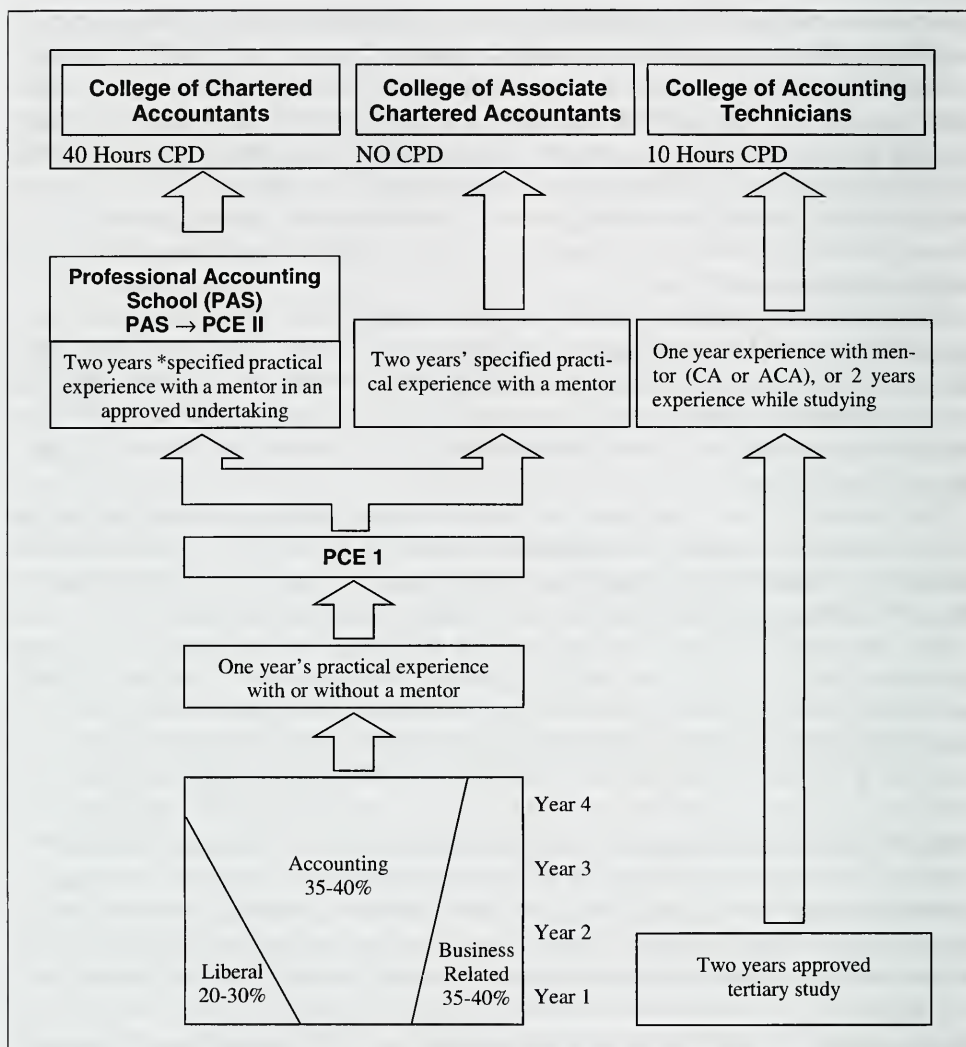 College of Chartered
Accountants
40 Hours CPD
College of Associate
Chartered Accountants
NO CPD
College of Accounting
Technicians
10 Hours CPD
Professional Accounting
School (PAS)
PAS → PCE II
Two years *specified practical
experience with a mentor in an
approved undertaking
Two years' specified practi-
cal experience with a mentor
One year experience with men-
tor (CA or ACA), or 2 years
experience while studying
PCE 1
One year's practical experience
with or without a mentor
Accounting
35-40%
Liberal
20-30%
Business
Related
35-40%
Year 4
Year 3
Year 2
Year 1
Two years approved
tertiary study